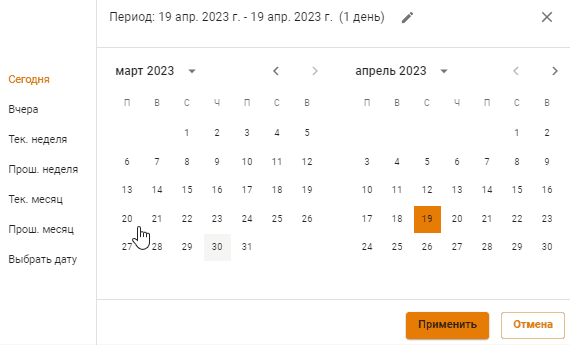 Период: 19 апр. 2023 г. - 19 апр. 2023 г. (1 день)
Сегодня
Вчера
Тек. неделя
Прош. неделя
Тек. месяц
Прош. месяц
Выбрать дату
март 2023
П В С Ч П С В
1 2 3 4 5
6 7 8 9 10 11 12
13 14 15 16 17 18 19
20 21 22 23 24 25 26
27 28 29 30 31
апрель 2023
П В С Ч П С В
1 2
3 4 5 6 7 8 9
10 11 12 13 14 15 16
17 18 19 20 21 22 23
24 25 26 27 28 29 30
Применить
Отмена